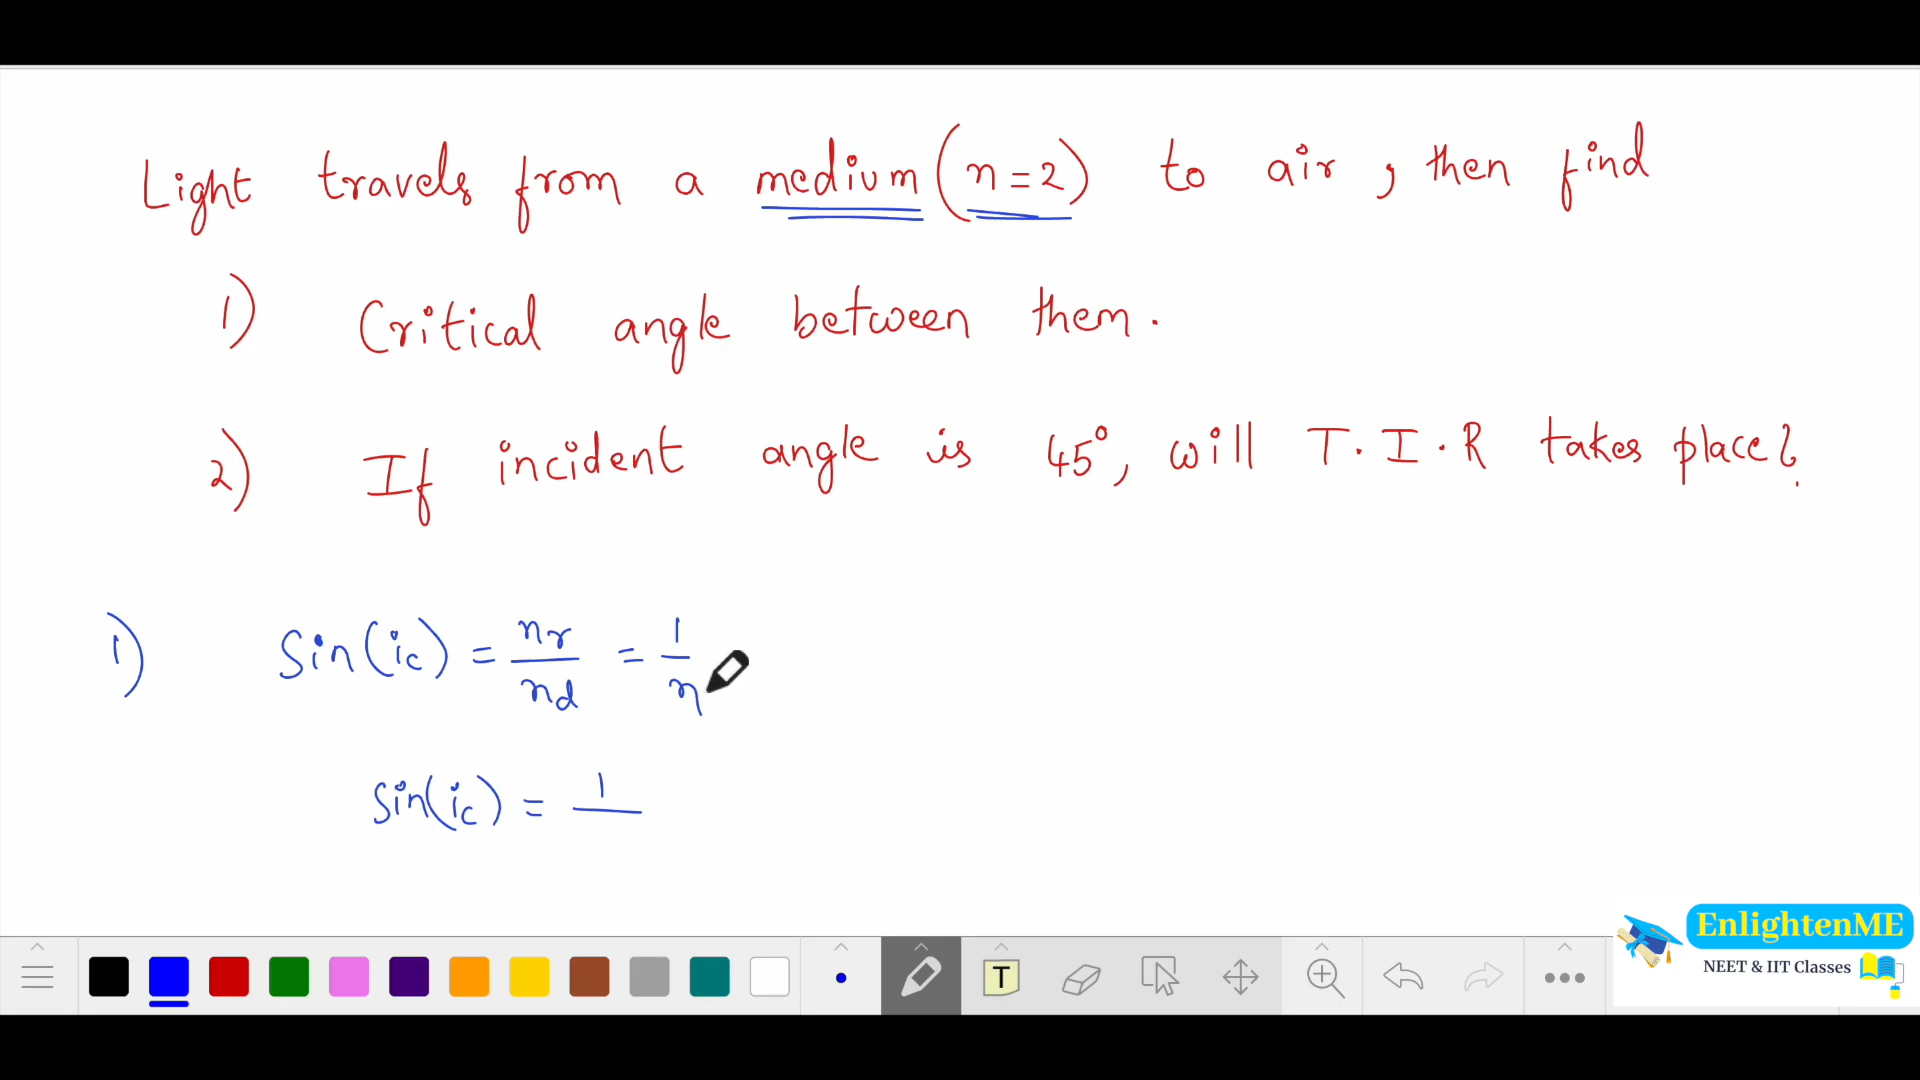 Light travels from a medium (n=2) to air, then find
1) Critical angle between them.
2) If incident angle is 45°, will T.I.R takes place?
1) Sin(ic) = nr/nd = 1/n
Sin(ic) = 1/
T
EnlightenME
NEET & IIT Classes